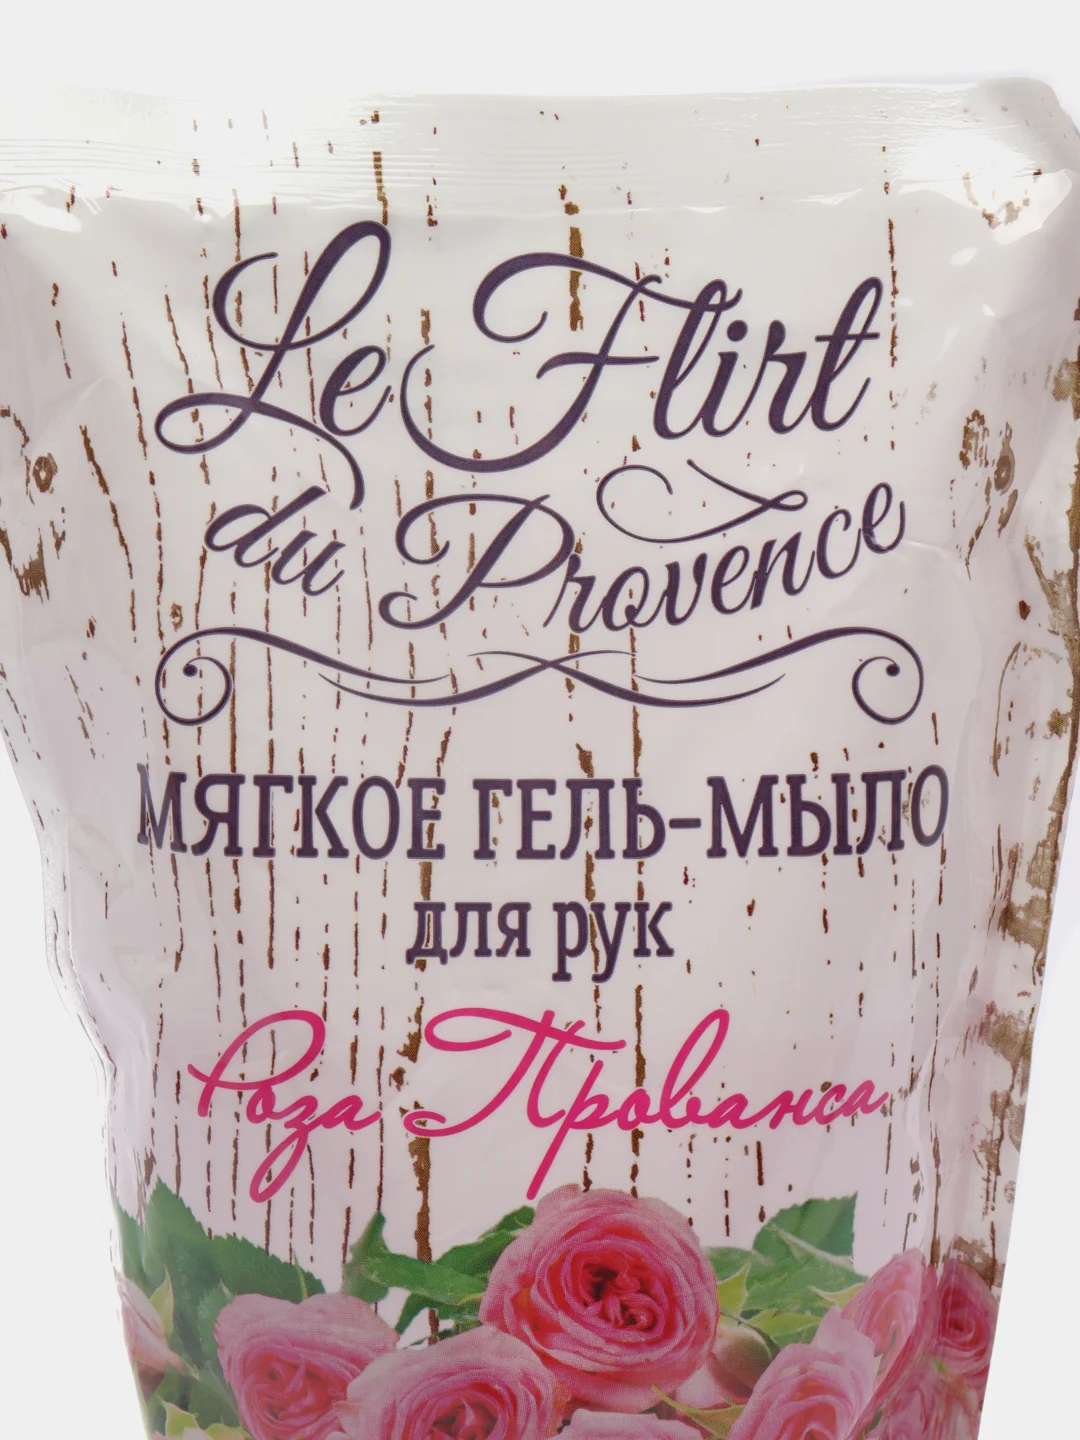 Le Flirt
du Provence
МЯГКОЕ ГЕЛЬ-МЫЛО
для рук
Роза Прованса